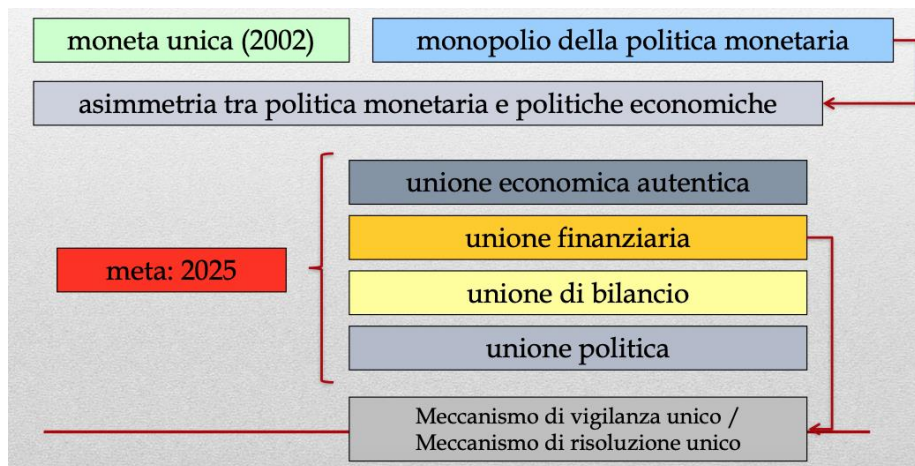 moneta unica (2002)
monopolio della politica monetaria
asimmetria tra politica monetaria e politiche economiche
unione economica autentica
unione finanziaria
meta: 2025
unione di bilancio
unione politica
Meccanismo di vigilanza unico /
Meccanismo di risoluzione unico